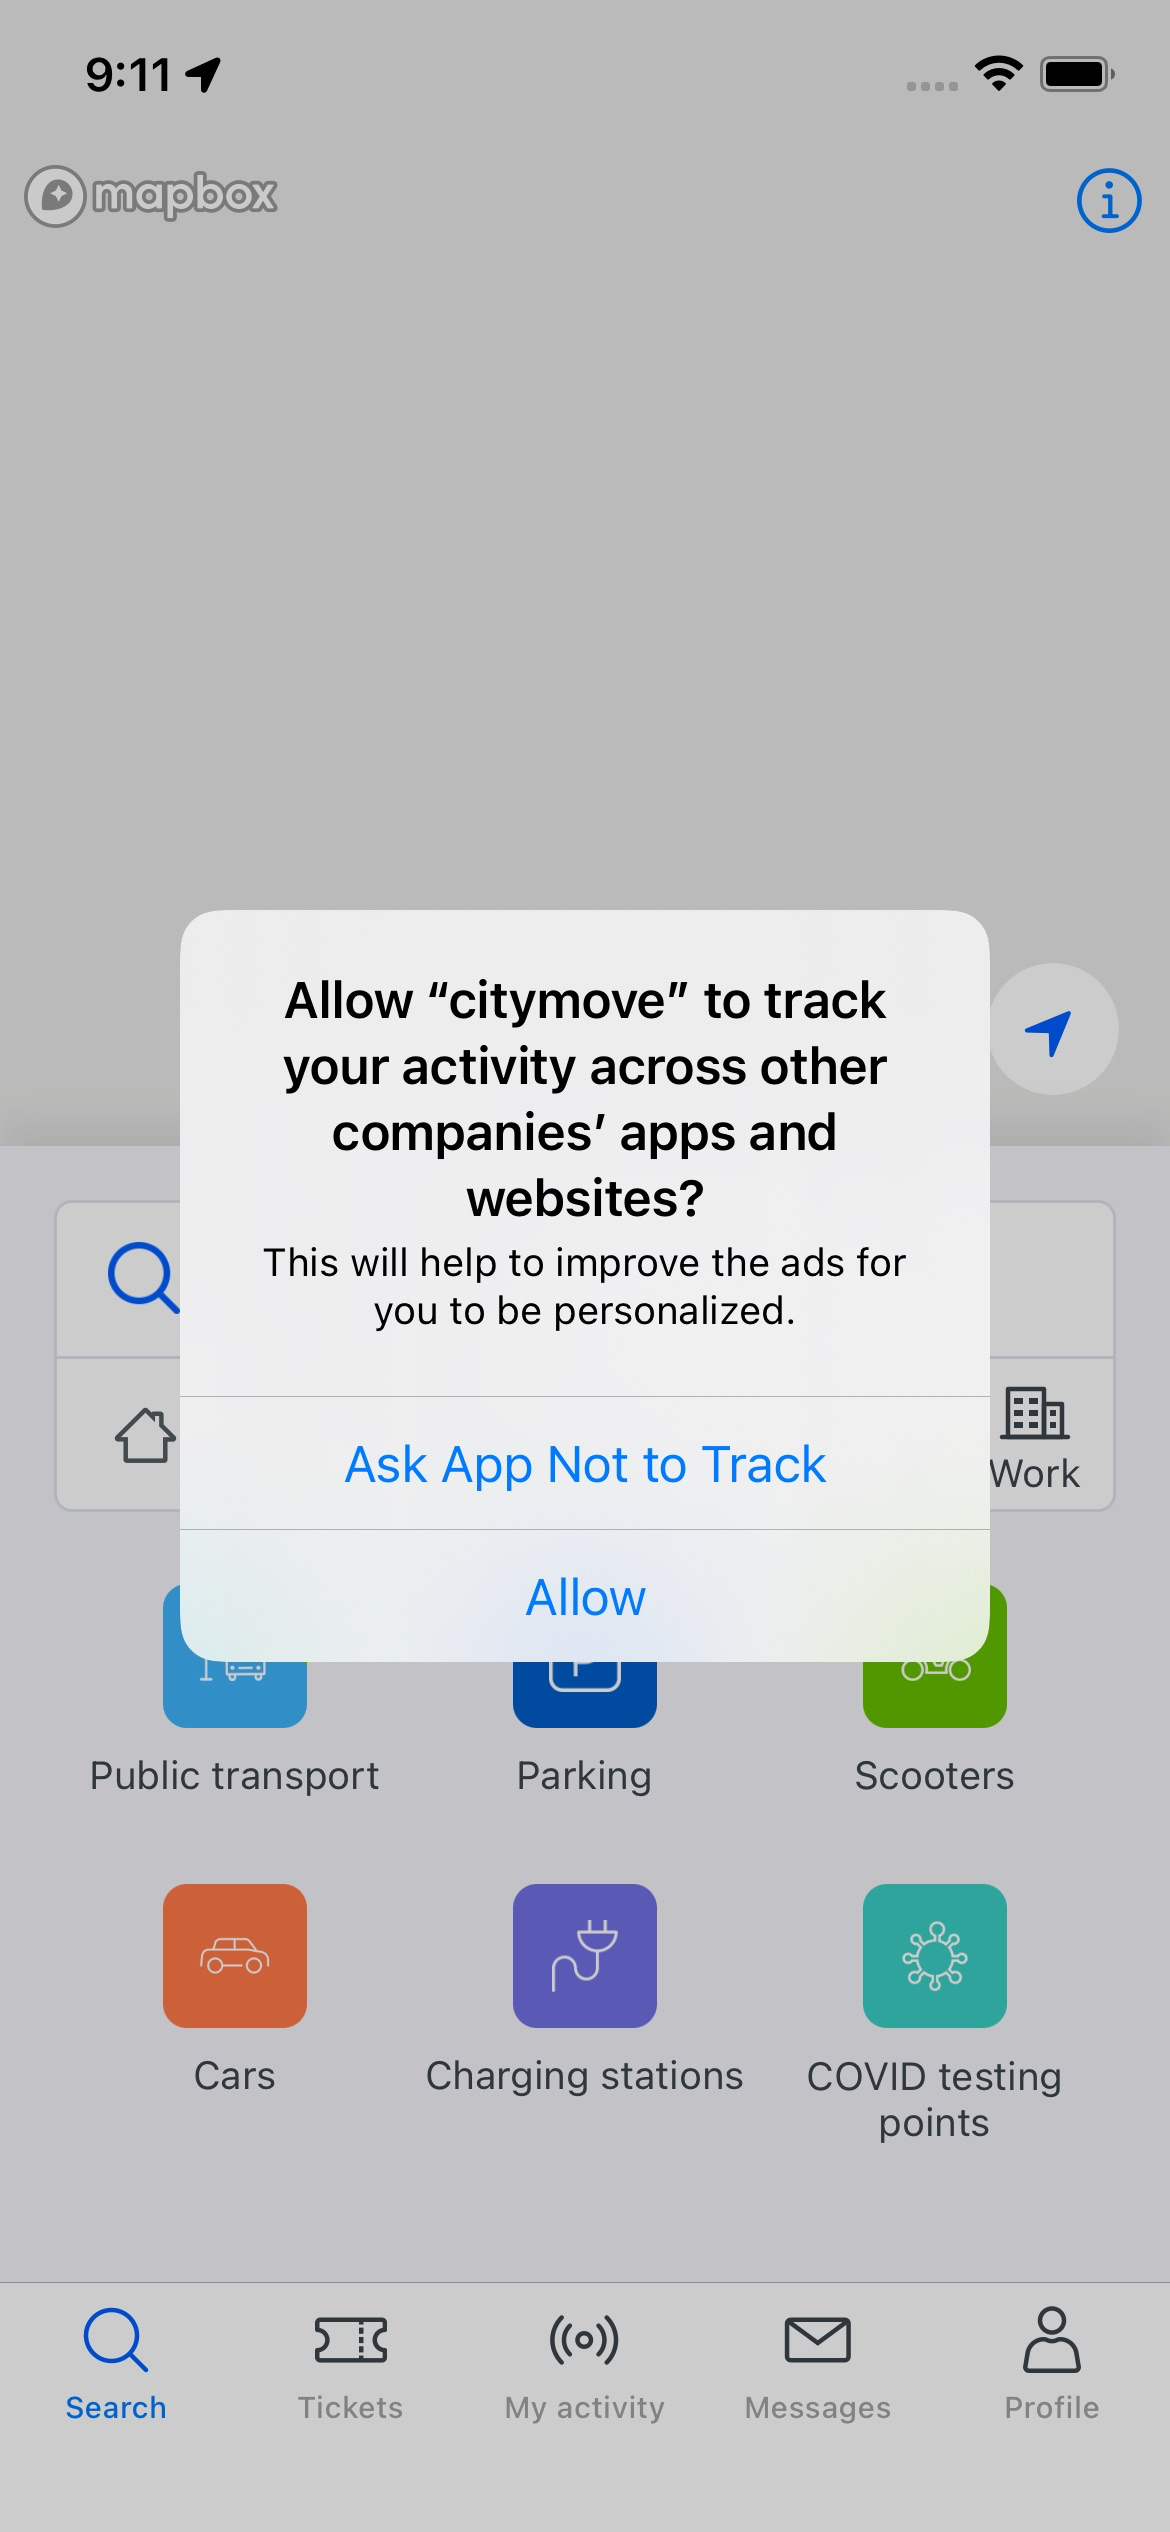 9:11
mapbox
Allow “citymove” to track
your activity across other
companies’ apps and
websites?
This will help to improve the ads for
you to be personalized.
Ask App Not to Track
Work
Allow
P
Public transport
Parking
Scooters
Cars
Charging stations
COVID testing
points
Search
Tickets
My activity
Messages
Profile